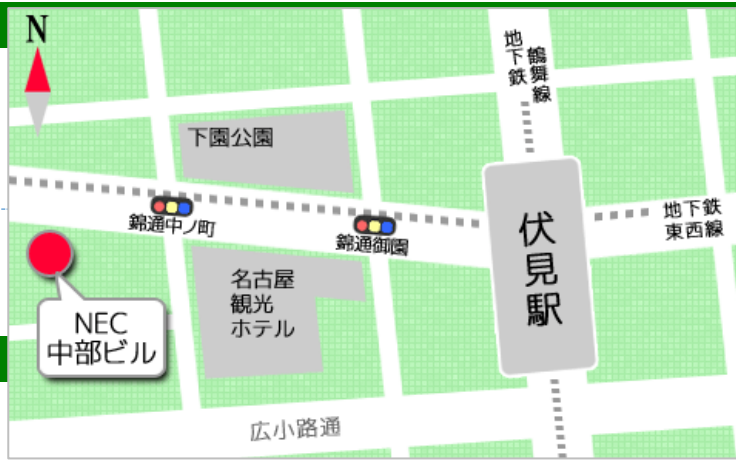 N
地下鉄
鶴舞線
下園公園
錦通中ノ町
錦通御園
伏見駅
地下鉄
東西線
名古屋
観光
ホテル
NEC
中部ビル
広小路通